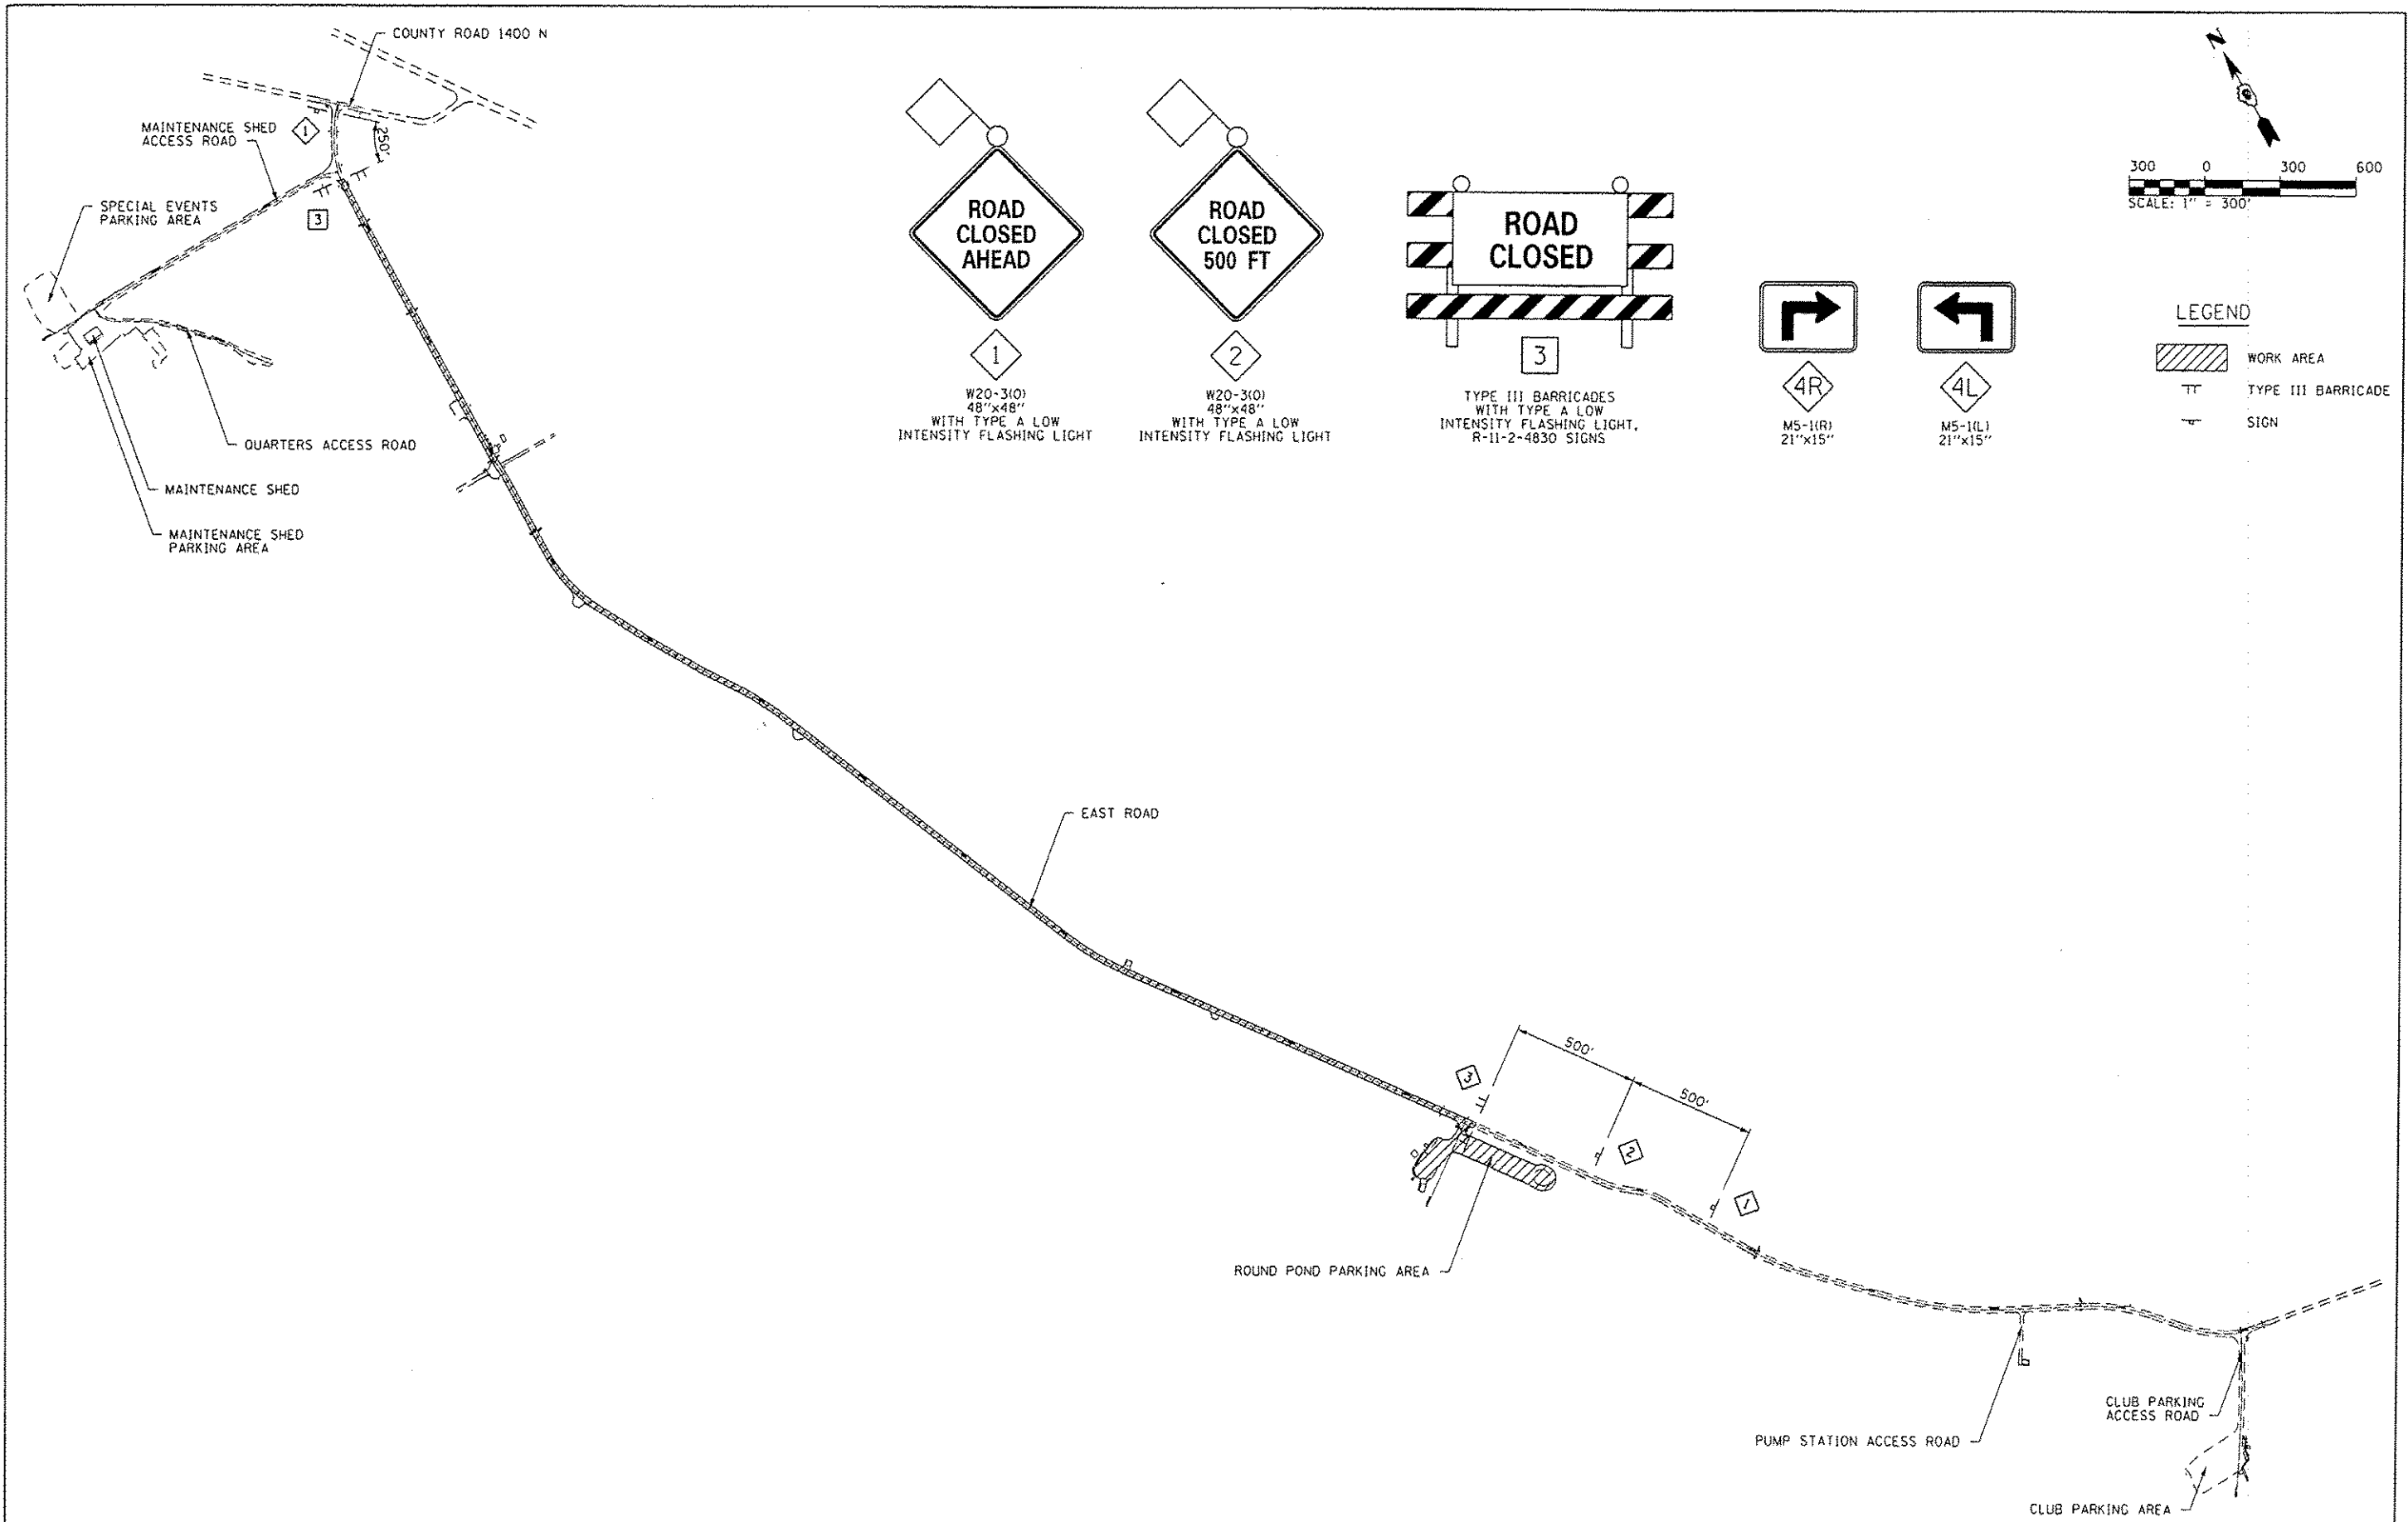 COUNTY ROAD 1400 N
MAINTENANCE SHED
ACCESS ROAD
1
250'
SPECIAL EVENTS
PARKING AREA
3
QUARTERS ACCESS ROAD
MAINTENANCE SHED
MAINTENANCE SHED
PARKING AREA
ROAD
CLOSED
AHEAD
1
W20-3(O)
48"x48"
WITH TYPE A LOW
INTENSITY FLASHING LIGHT
ROAD
CLOSED
500 FT
2
W20-3(O)
48"x48"
WITH TYPE A LOW
INTENSITY FLASHING LIGHT
ROAD
CLOSED
3
TYPE III BARRICADES
WITH TYPE A LOW
INTENSITY FLASHING LIGHT,
R-11-2-4830 SIGNS
4R
M5-1(R)
21"x15"
4L
M5-1(L)
21"x15"
N
300 0 300 600
SCALE: 1" = 300'
LEGEND
WORK AREA
TYPE III BARRICADE
SIGN
EAST ROAD
500'
500'
3
2
1
ROUND POND PARKING AREA
PUMP STATION ACCESS ROAD
CLUB PARKING
ACCESS ROAD
CLUB PARKING AREA